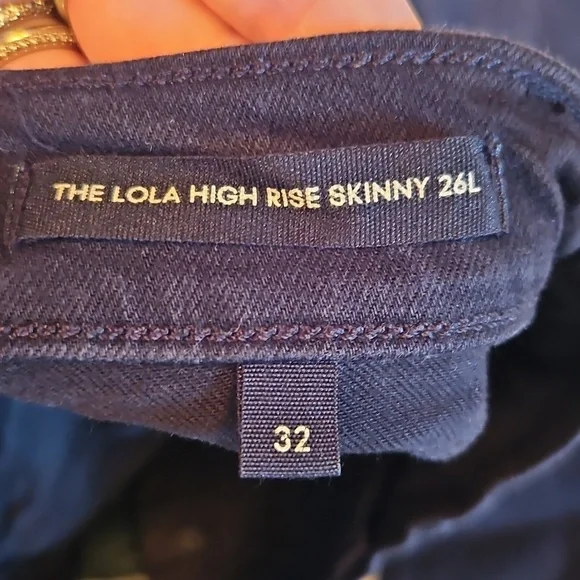 THE LOLA HIGH RISE SKINNY 26L
32